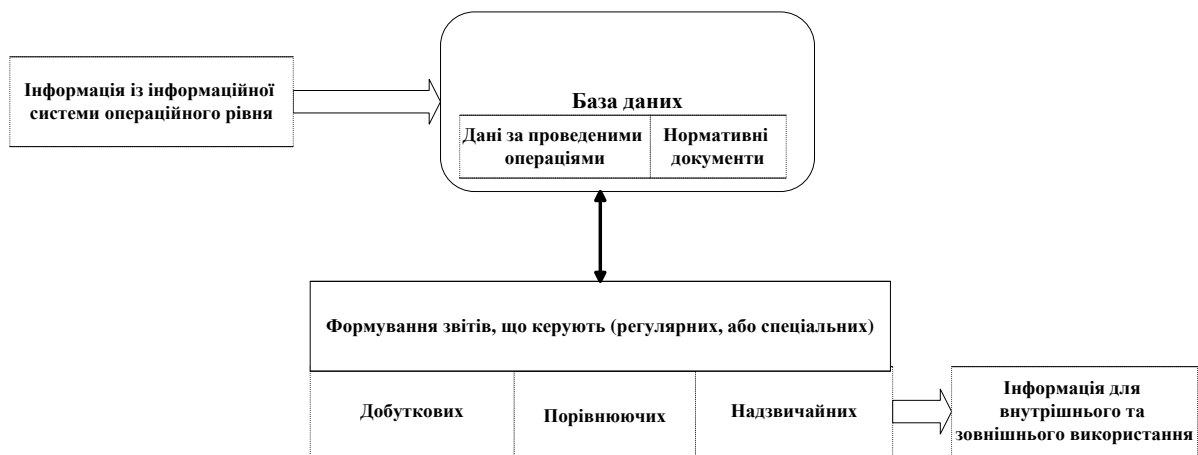 Інформація із інформаційної
системи операційного рівня
База даних
Дані за проведеними
операціями
Нормативні
документи
Формування звітів, що керують (регулярних, або спеціальних)
Добуткових
Порівнюючих
Надзвичайних
Інформація для
внутрішнього та
зовнішнього використання